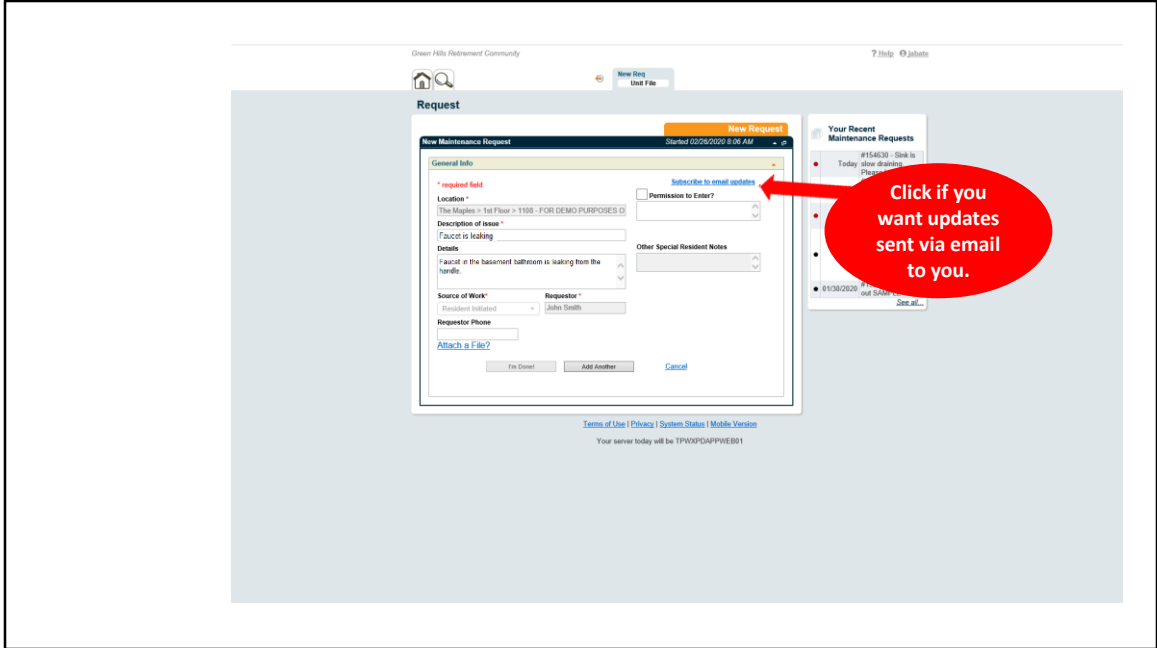 Green Hills Retirement Community
? Help jabate
New Req
Unit File
Request
New Request
New Maintenance Request Started 02/26/2020 8:06 AM
General Info
* required field
Subscribe to email updates
Location *
The Maples > 1st Floor > 1108 - FOR DEMO PURPOSES O
Description of issue *
Faucet is leaking
Details
Faucet in the basement bathroom is leaking from the
handle.
Permission to Enter?
Other Special Resident Notes
Source of Work* Requestor *
Resident Initiated John Smith
Requestor Phone
Attach a File?
I'm Done! Add Another Cancel
Your Recent
Maintenance Requests
#154630 - Sink is
Today slow draining.
Please
01/30/2020
out
See all...
Click if you
want updates
sent via email
to you.
Terms of Use | Privacy | System Status | Mobile Version
Your server today will be TPWXPDAPPWEB01